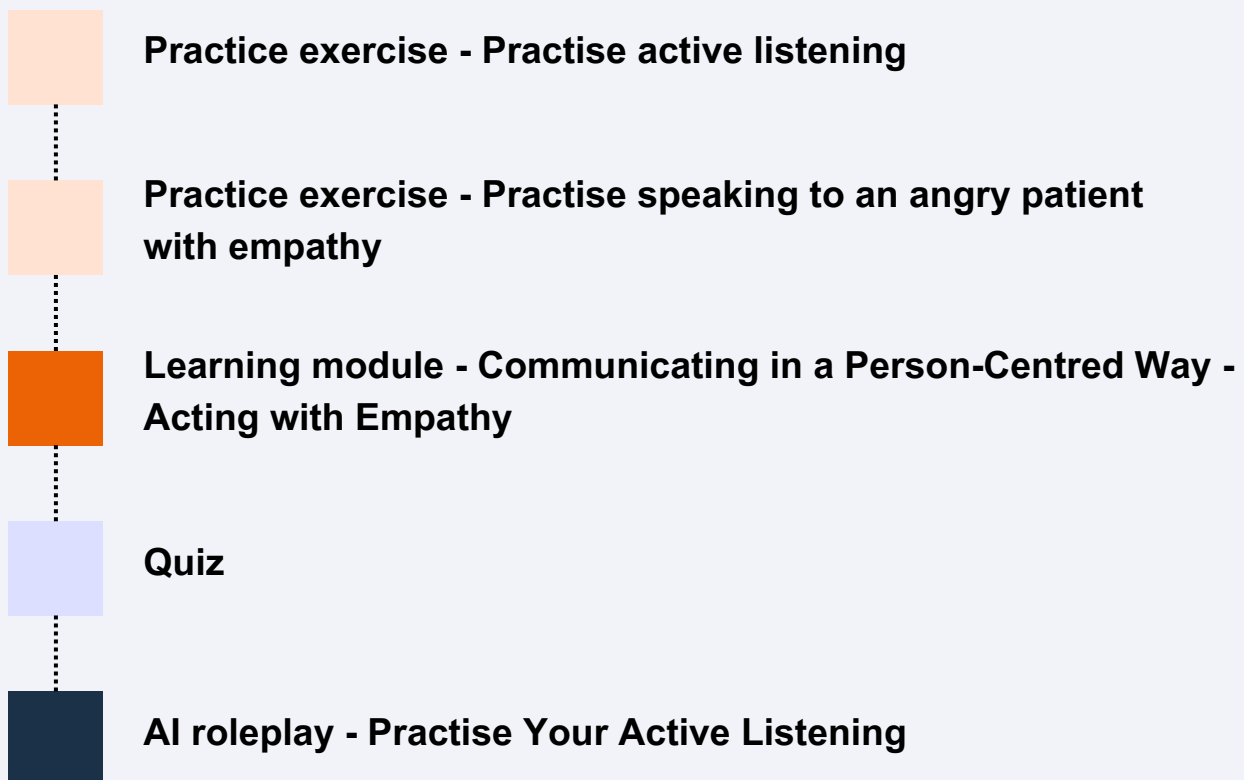 Practice exercise - Practise active listening
Practice exercise - Practise speaking to an angry patient
with empathy
Learning module - Communicating in a Person-Centred Way -
Acting with Empathy
Quiz
AI roleplay - Practise Your Active Listening